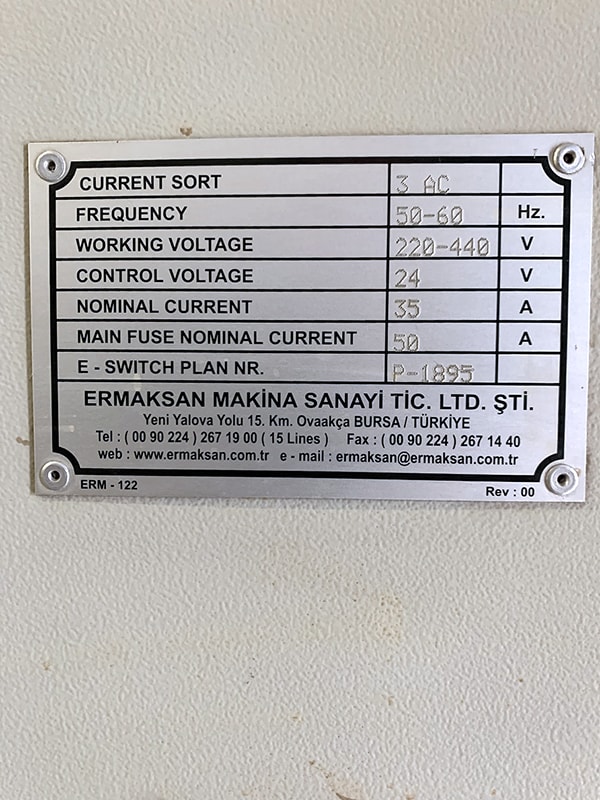 CURRENT SORT 3 AC
FREQUENCY 50-60 Hz.
WORKING VOLTAGE 220-440 V
CONTROL VOLTAGE 24 V
NOMINAL CURRENT 35 A
MAIN FUSE NOMINAL CURRENT 50 A
E - SWITCH PLAN NR. P-1895
ERMAKSAN MAKİNA SANAYİ TİC. LTD. ŞTİ.
Yeni Yalova Yolu 15. Km. Ovaakça BURSA / TÜRKİYE
Tel : ( 00 90 224 ) 267 19 00 ( 15 Lines ) Fax : ( 00 90 224 ) 267 14 40
web : www.ermaksan.com.tr e - mail : ermaksan@ermaksan.com.tr
ERM - 122 Rev : 00